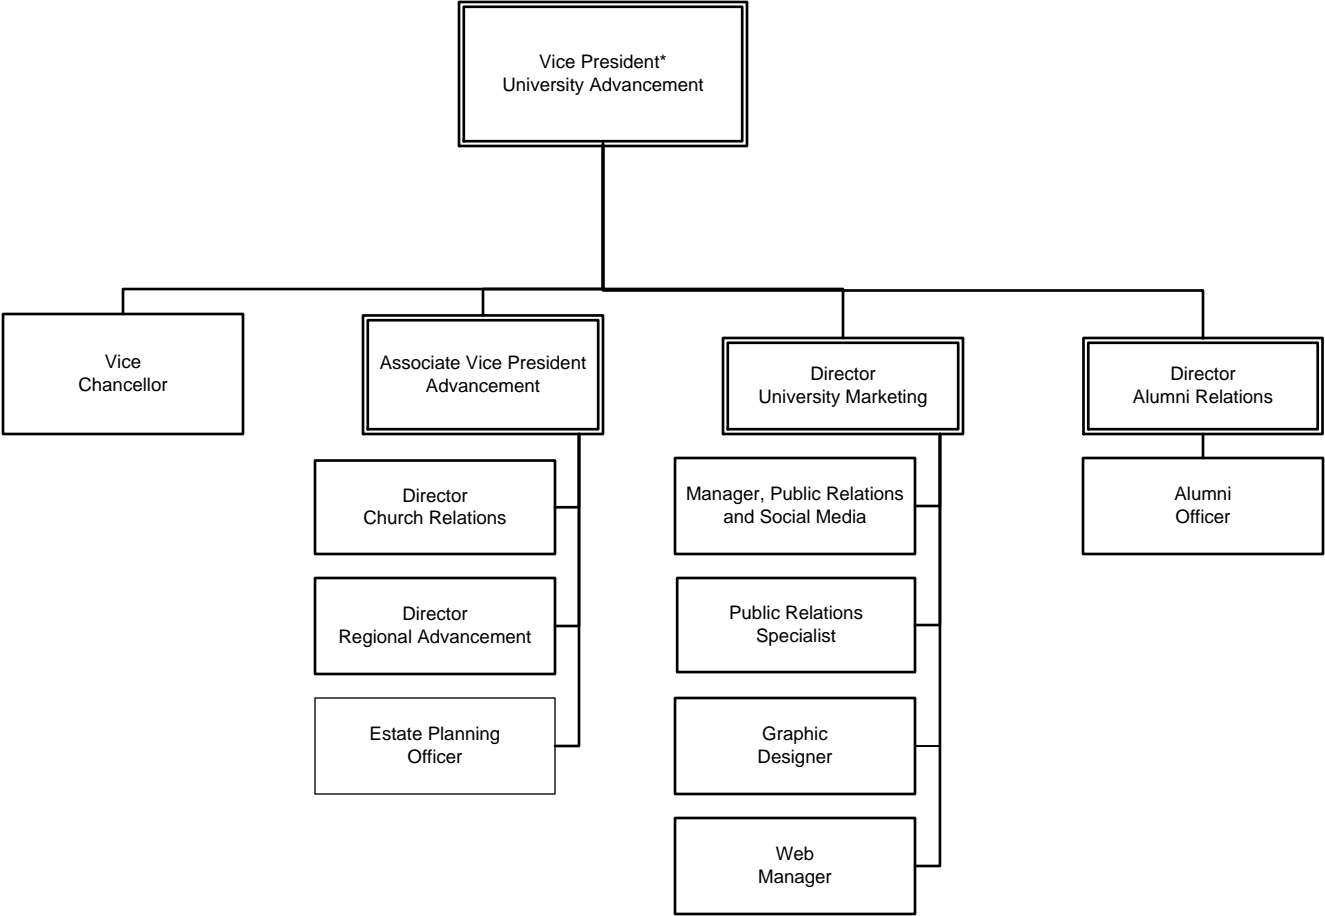 Vice President*
University Advancement
Vice
Chancellor
Associate Vice President
Advancement
Director
University Marketing
Director
Alumni Relations
Director
Church Relations
Manager, Public Relations
and Social Media
Alumni
Officer
Director
Regional Advancement
Public Relations
Specialist
Estate Planning
Officer
Graphic
Designer
Web
Manager